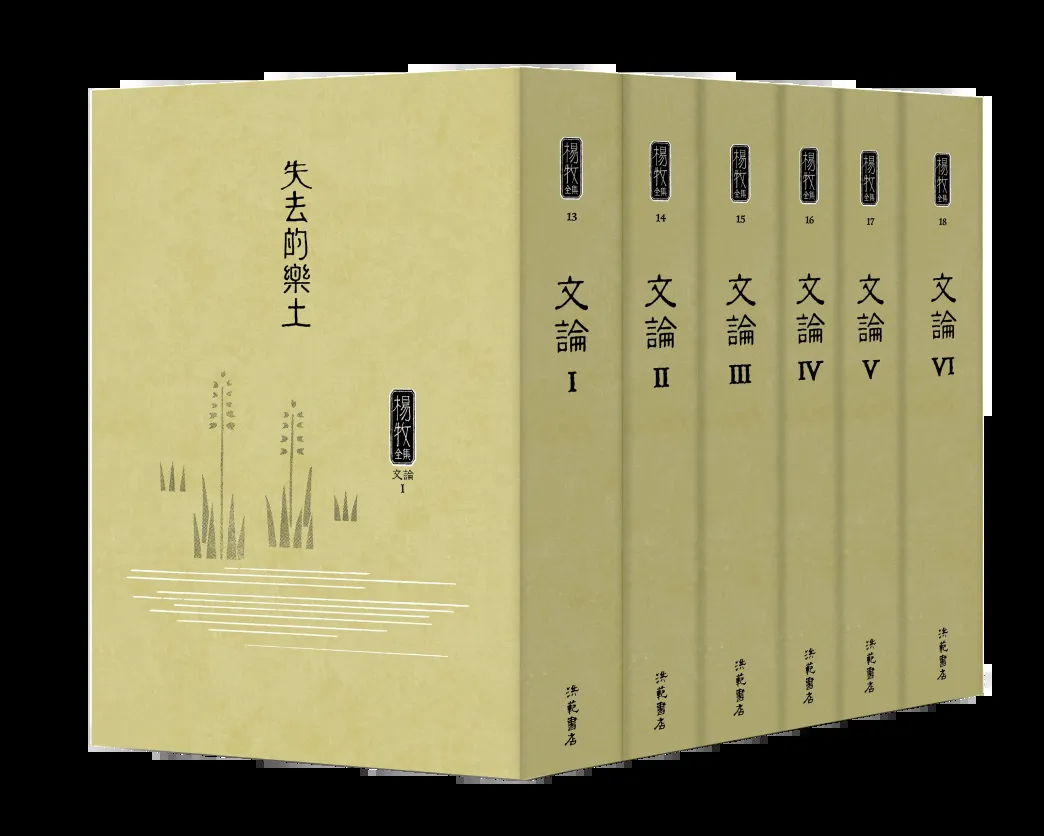 失去的樂土
楊牧
全集
文論
I
楊牧
全集
13
文論
I
洪範書店
楊牧
全集
14
文論
II
洪範書店
楊牧
全集
15
文論
III
洪範書店
楊牧
全集
16
文論
IV
洪範書店
楊牧
全集
17
文論
V
洪範書店
楊牧
全集
18
文論
VI
洪範書店